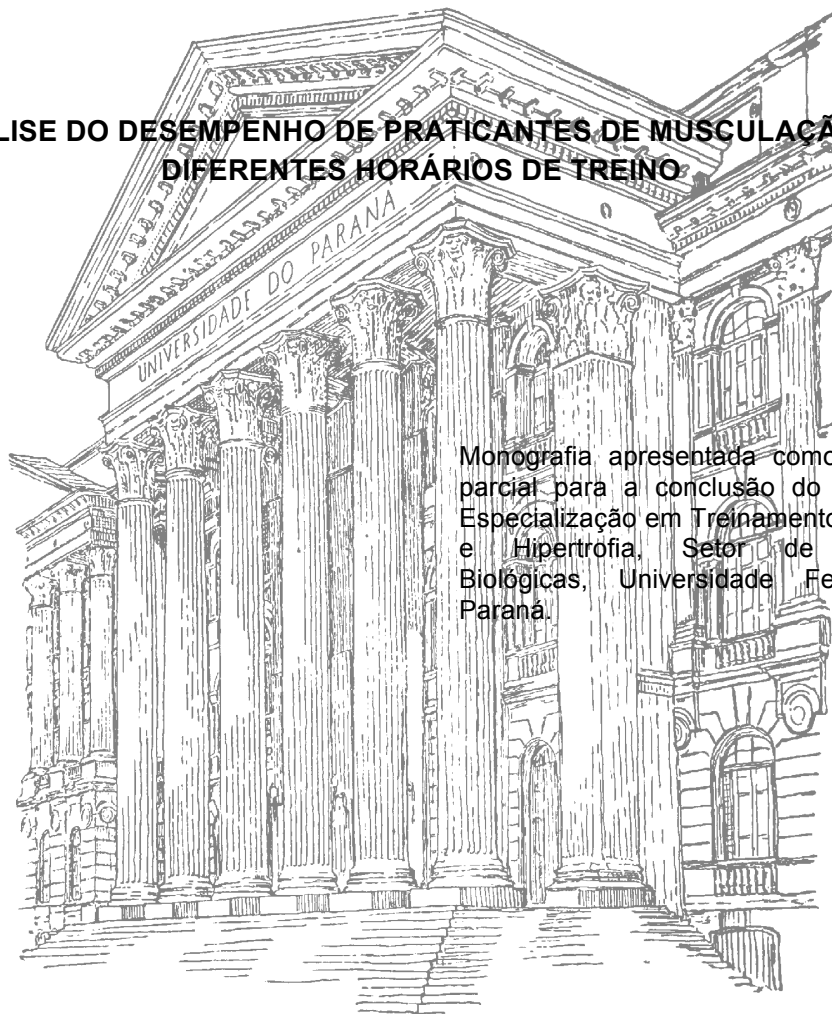 LISE DO DESEMPENHO DE PRATICANTES DE MUSCULAÇÃ
DIFERENTES HORÁRIOS DE TREINO
UNIVERSIDADE DO PARANÁ
Monografia apresentada como
parcial para a conclusão do
Especialização em Treinamento
e Hipertrofia, Setor de
Biológicas, Universidade Fe
Paraná.